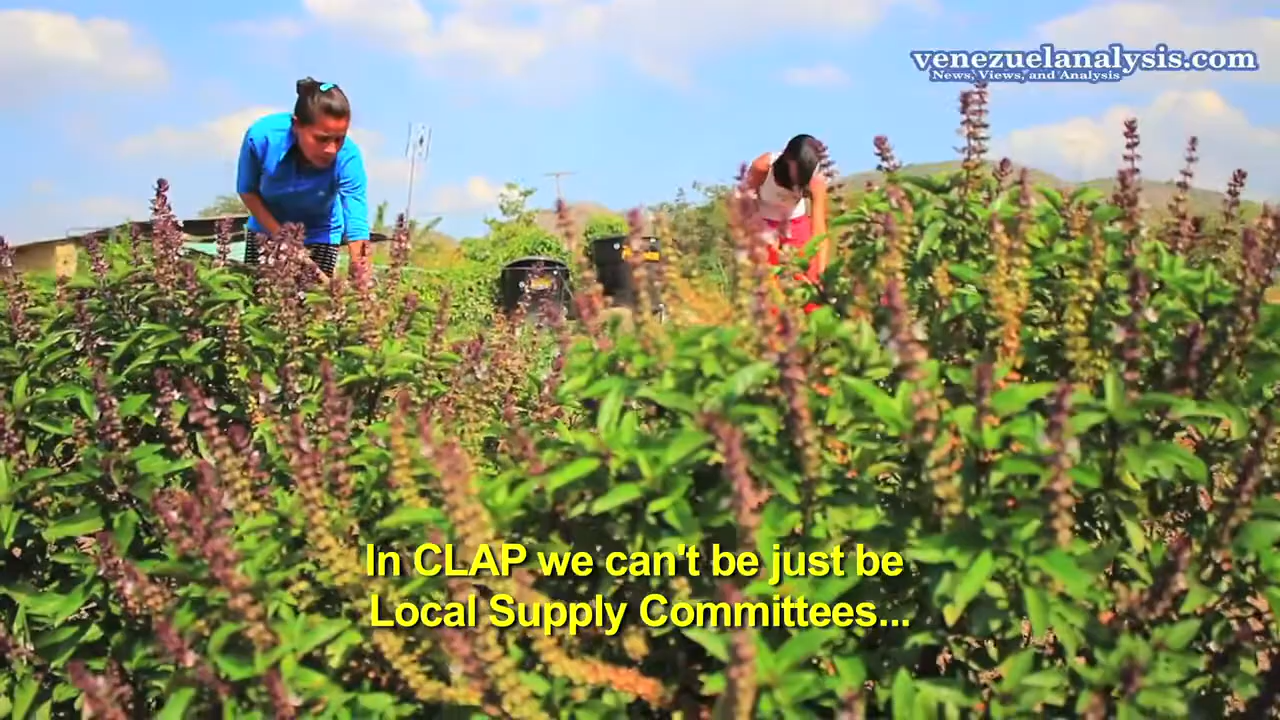 venezuelanalysis.com
News, Views, and Analysis
In CLAP we can't be just be
Local Supply Committees...